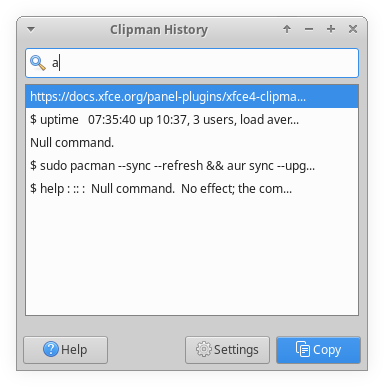 Clipman History
a
https://docs.xfce.org/panel-plugins/xfce4-clipma...
$ uptime   07:35:40 up 10:37, 3 users, load aver...
Null command.
$ sudo pacman --sync --refresh && aur sync --upg...
$ help : :: :  Null command.  No effect; the com...
Help
Settings
Copy